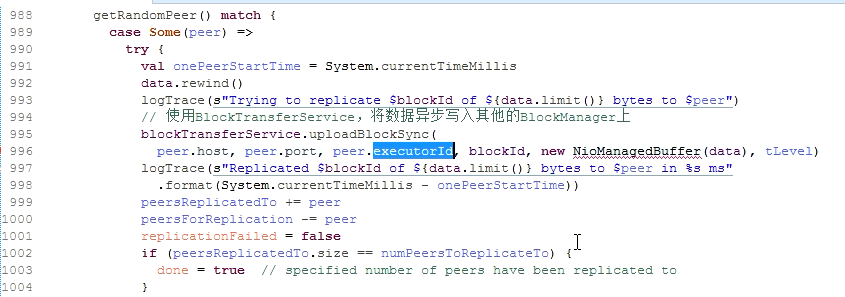 988 getRandomPeer() match {
989 case Some(peer) =>
990 try {
991 val onePeerStartTime = System.currentTimeMillis
992 data.rewind()
993 logTrace(s"Trying to replicate $blockId of ${data.limit()} bytes to $peer")
994 // 使用BlockTransferService，将数据异步写入其他的BlockManager上
995 blockTransferService.uploadBlockSync(
996 peer.host, peer.port, peer.executorId, blockId, new NioManagedBuffer(data), tLevel)
997 logTrace(s"Replicated $blockId of ${data.limit()} bytes to $peer in %s ms"
998 .format(System.currentTimeMillis - onePeerStartTime))
999 peersReplicatedTo += peer
1000 peersForReplication -= peer
1001 replicationFailed = false
1002 if (peersReplicatedTo.size == numPeersToReplicateTo) {
1003 done = true // specified number of peers have been replicated to
1004 }